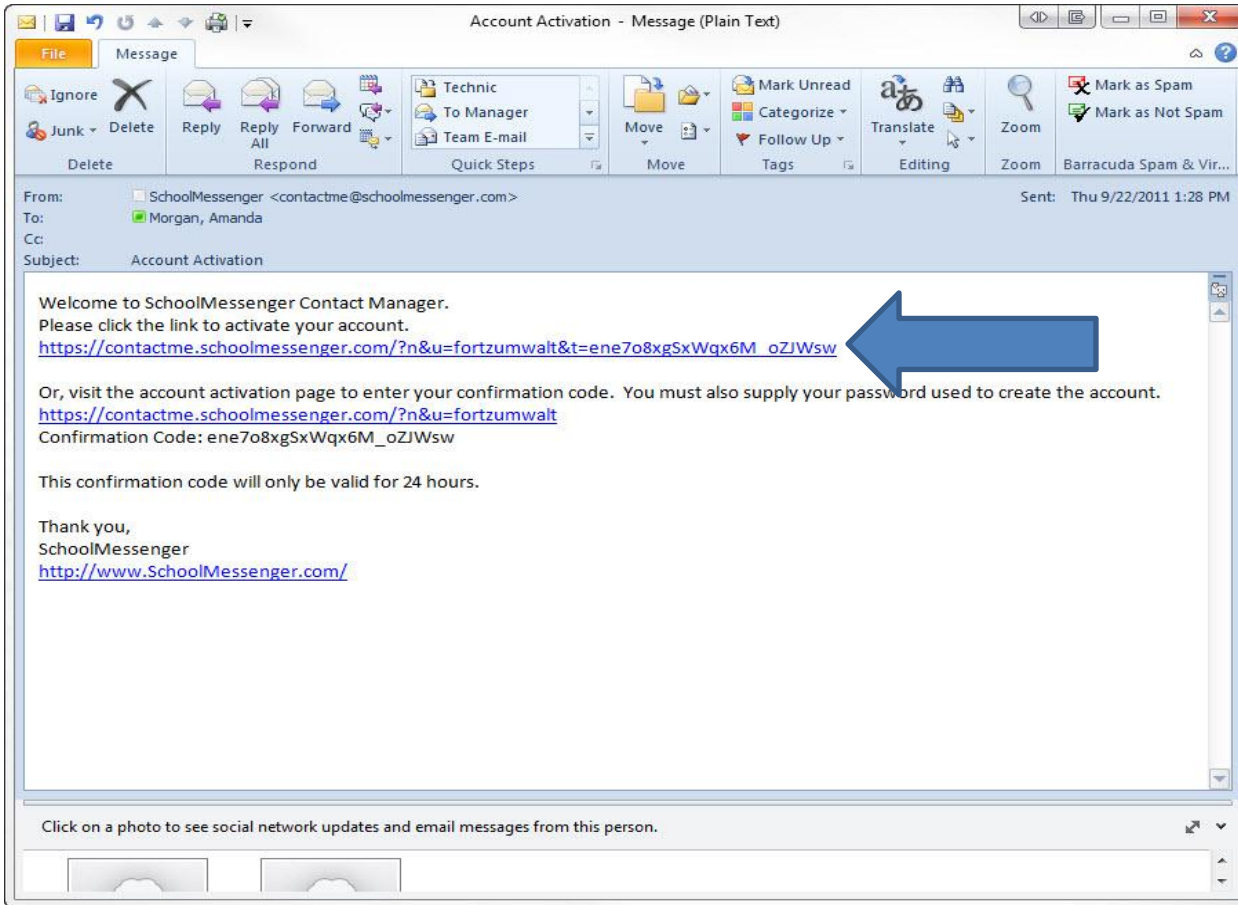 Account Activation - Message (Plain Text)
File Message
Ignore
Junk
Delete
Delete
Reply
Reply All
Forward
Respond
Technic
To Manager
Team E-mail
Quick Steps
Move
Move
Mark Unread
Categorize
Follow Up
Tags
Translate
Editing
Zoom
Zoom
Mark as Spam
Mark as Not Spam
Barracuda Spam & Vir...
From: SchoolMessenger <contactme@schoolmessenger.com> Sent: Thu 9/22/2011 1:28 PM
To: Morgan, Amanda
Cc:
Subject: Account Activation
Welcome to SchoolMessenger Contact Manager.
Please click the link to activate your account.
https://contactme.schoolmessenger.com/?n&u=fortzumwalt&t=ene7o8xgSxWqx6M_oZJWsw
Or, visit the account activation page to enter your confirmation code. You must also supply your password used to create the account.
https://contactme.schoolmessenger.com/?n&u=fortzumwalt
Confirmation Code: ene7o8xgSxWqx6M_oZJWsw
This confirmation code will only be valid for 24 hours.
Thank you,
SchoolMessenger
http://www.SchoolMessenger.com/
Click on a photo to see social network updates and email messages from this person.